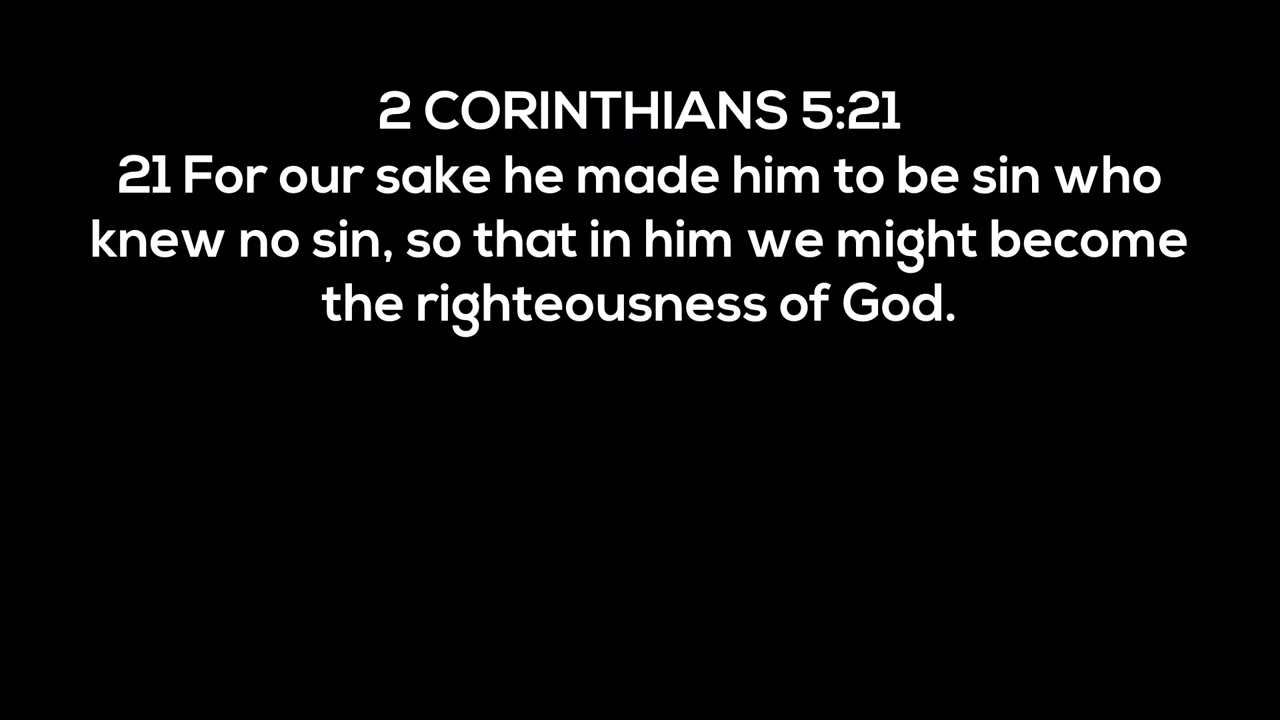 2 CORINTHIANS 5:21
21 For our sake he made him to be sin who
knew no sin, so that in him we might become
the righteousness of God.